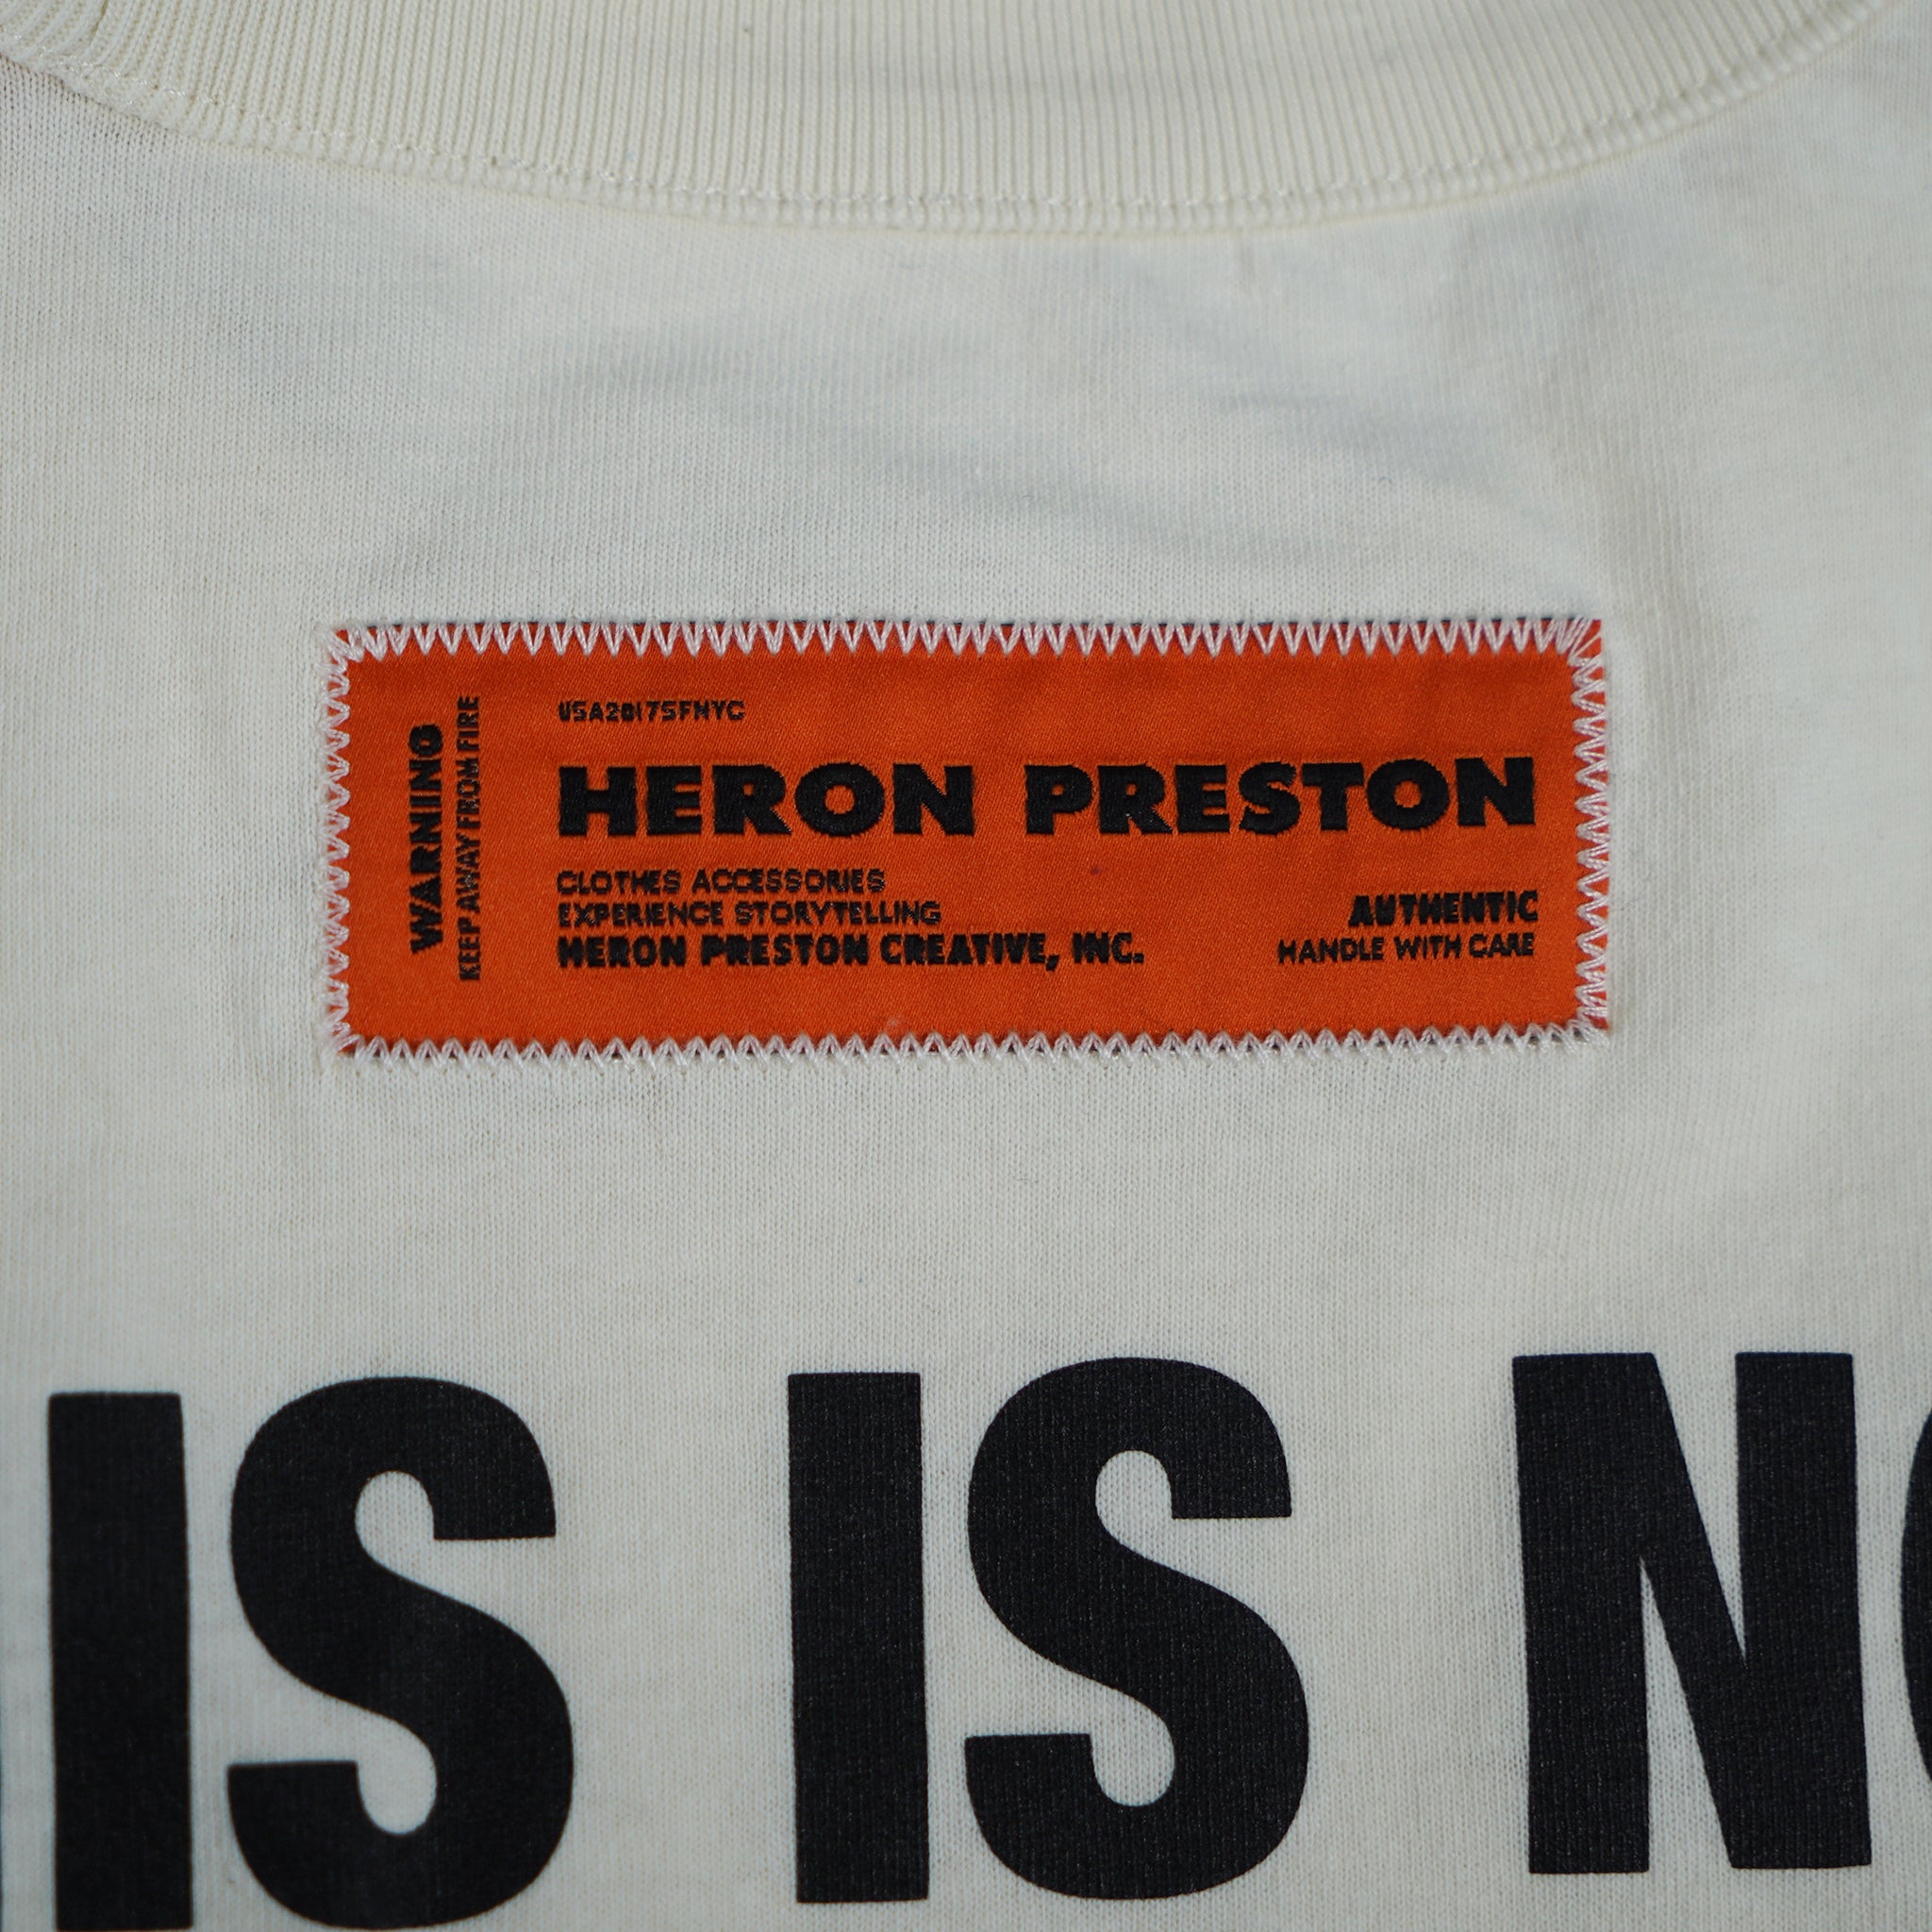 WARNING
KEEP AWAY FROM FIRE
USA2017SFNYC
HERON PRESTON
CLOTHES ACCESSORIES
EXPERIENCE STORYTELLING
HERON PRESTON CREATIVE, INC.
AUTHENTIC
HANDLE WITH CARE
IS IS N